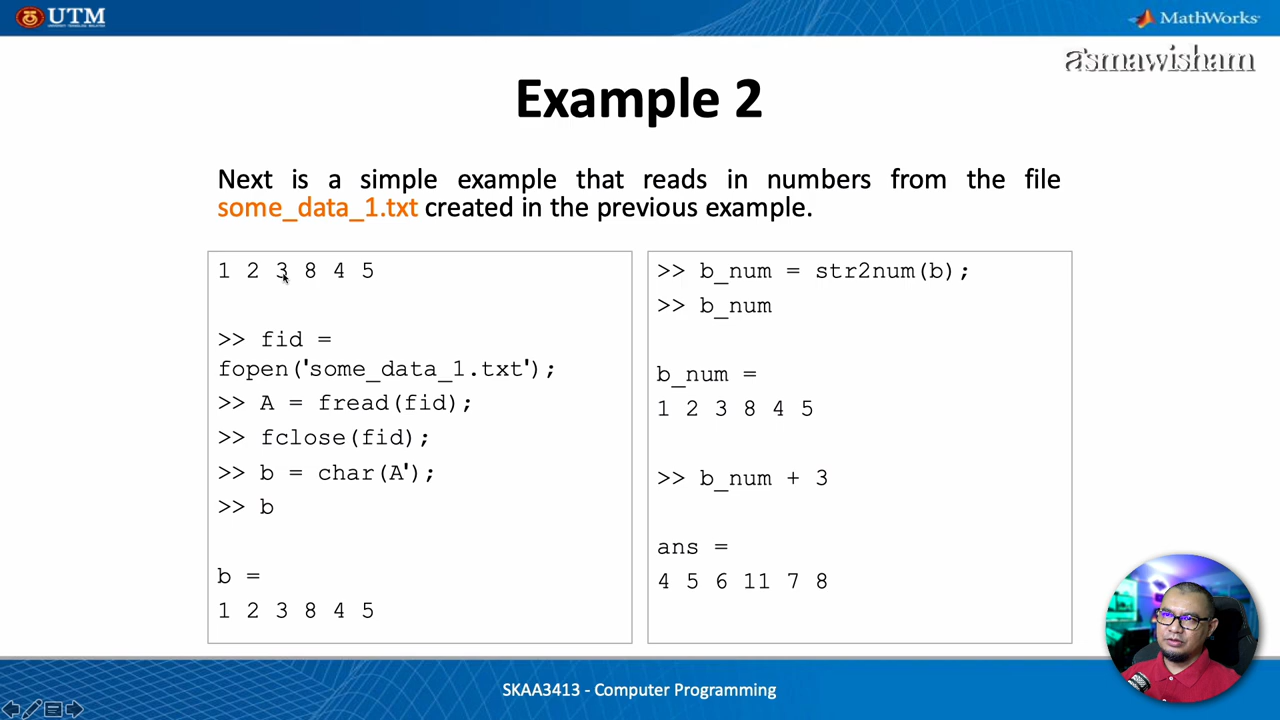 UTM
UNIVERSITI TEKNOLOGI MALAYSIA
MathWorks®
asmawisham
Example 2
Next is a simple example that reads in numbers from the file
some_data_1.txt created in the previous example.
1 2 3 8 4 5
>> fid =
fopen('some_data_1.txt');
>> A = fread(fid);
>> fclose(fid);
>> b = char(A');
>> b
b =
1 2 3 8 4 5
>> b_num = str2num(b);
>> b_num
b_num =
1 2 3 8 4 5
>> b_num + 3
ans =
4 5 6 11 7 8
SKAA3413 - Computer Programming